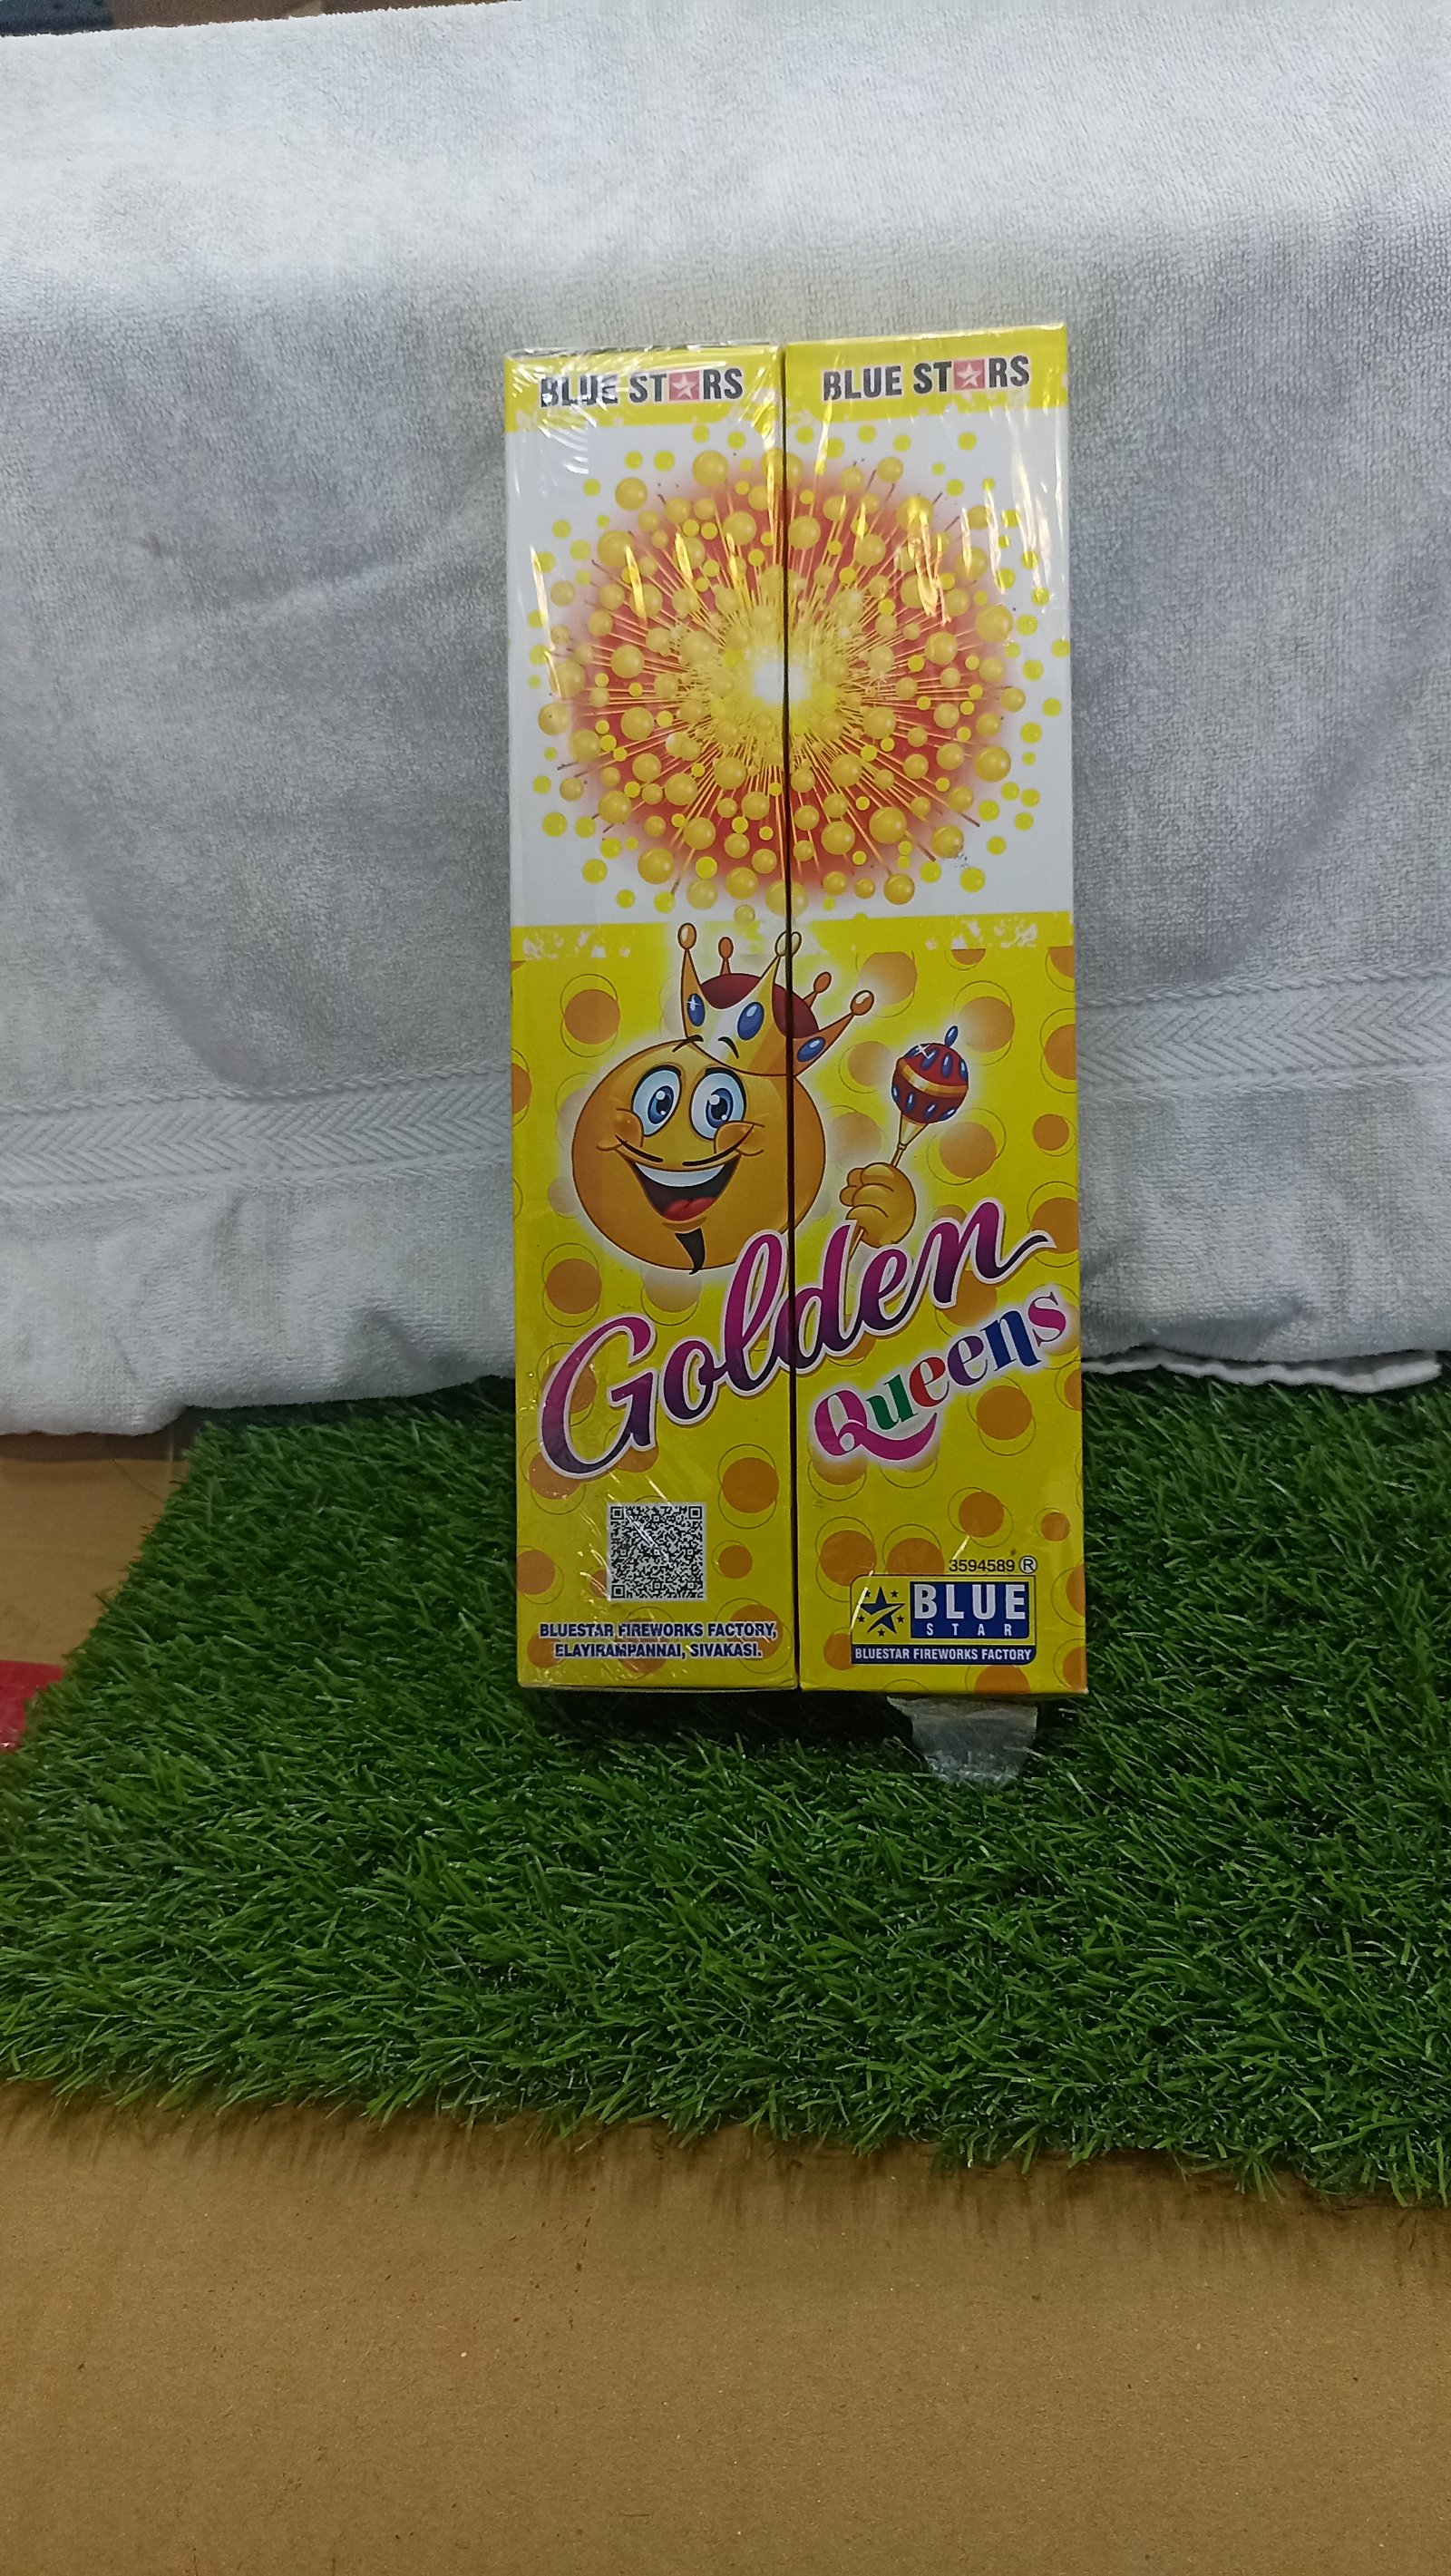 BLUE STARS
BLUE STARS
Golden
Queens
3594589 ®
BLUE
STAR
BLUESTAR FIREWORKS FACTORY
BLUESTAR FIREWORKS FACTORY,
ELAYIRAMPANNAI, SIVAKASI.